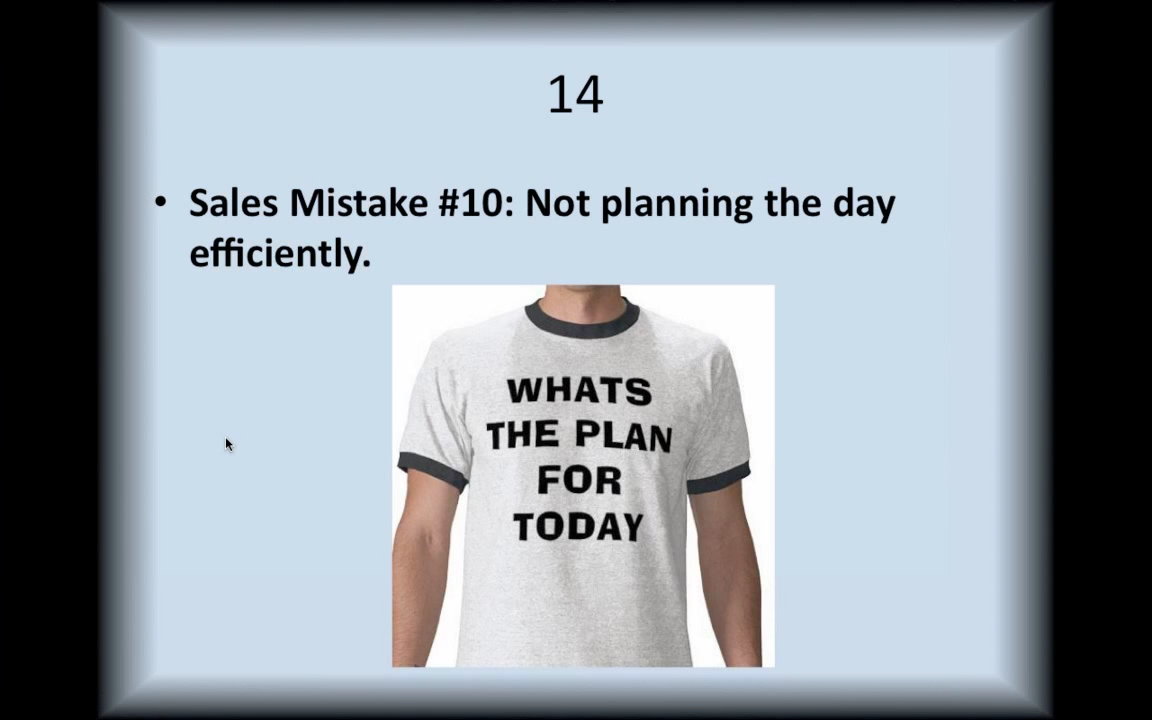 14
• Sales Mistake #10: Not planning the day
efficiently.
WHATS
THE PLAN
FOR
TODAY